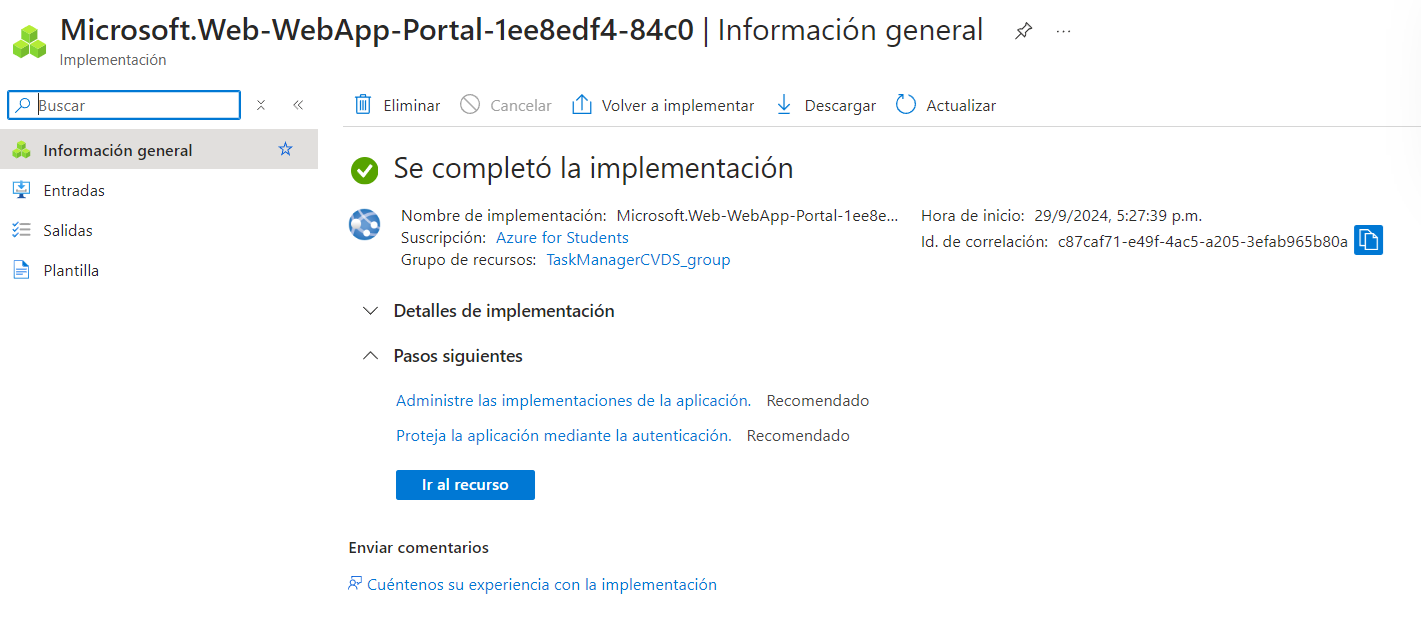 Microsoft.Web-WebApp-Portal-1ee8edf4-84c0 | Información general
Implementación
Buscar
Eliminar
Cancelar
Volver a implementar
Descargar
Actualizar
Información general
Entradas
Salidas
Plantilla
Se completó la implementación
Nombre de implementación: Microsoft.Web-WebApp-Portal-1ee8e...
Suscripción: Azure for Students
Grupo de recursos: TaskManagerCVDS_group
Hora de inicio: 29/9/2024, 5:27:39 p.m.
Id. de correlación: c87caf71-e49f-4ac5-a205-3efab965b80a
Detalles de implementación
Pasos siguientes
Administre las implementaciones de la aplicación. Recomendado
Proteja la aplicación mediante la autenticación. Recomendado
Ir al recurso
Enviar comentarios
Cuéntenos su experiencia con la implementación